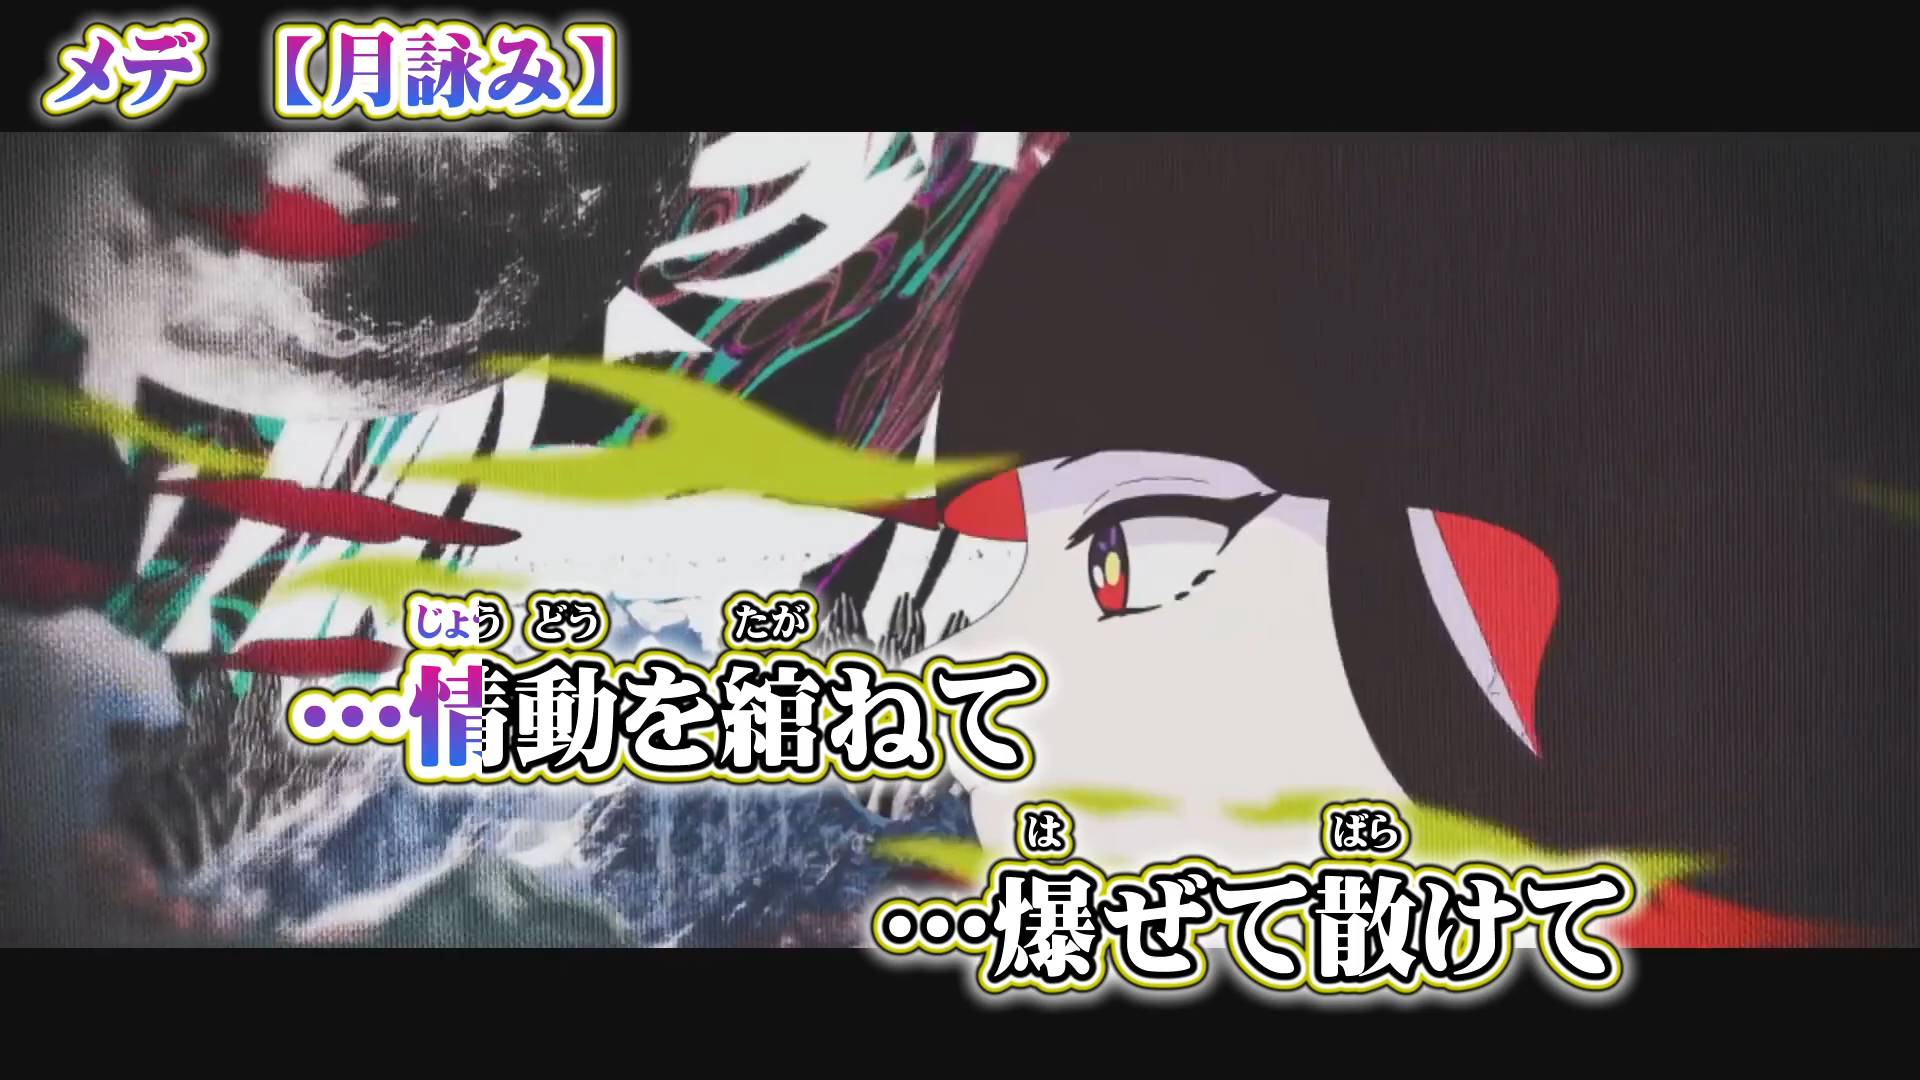 メデ 【月詠み】
じょう どう たが
…情動を綰ねて
は ばら
…爆ぜて散けて